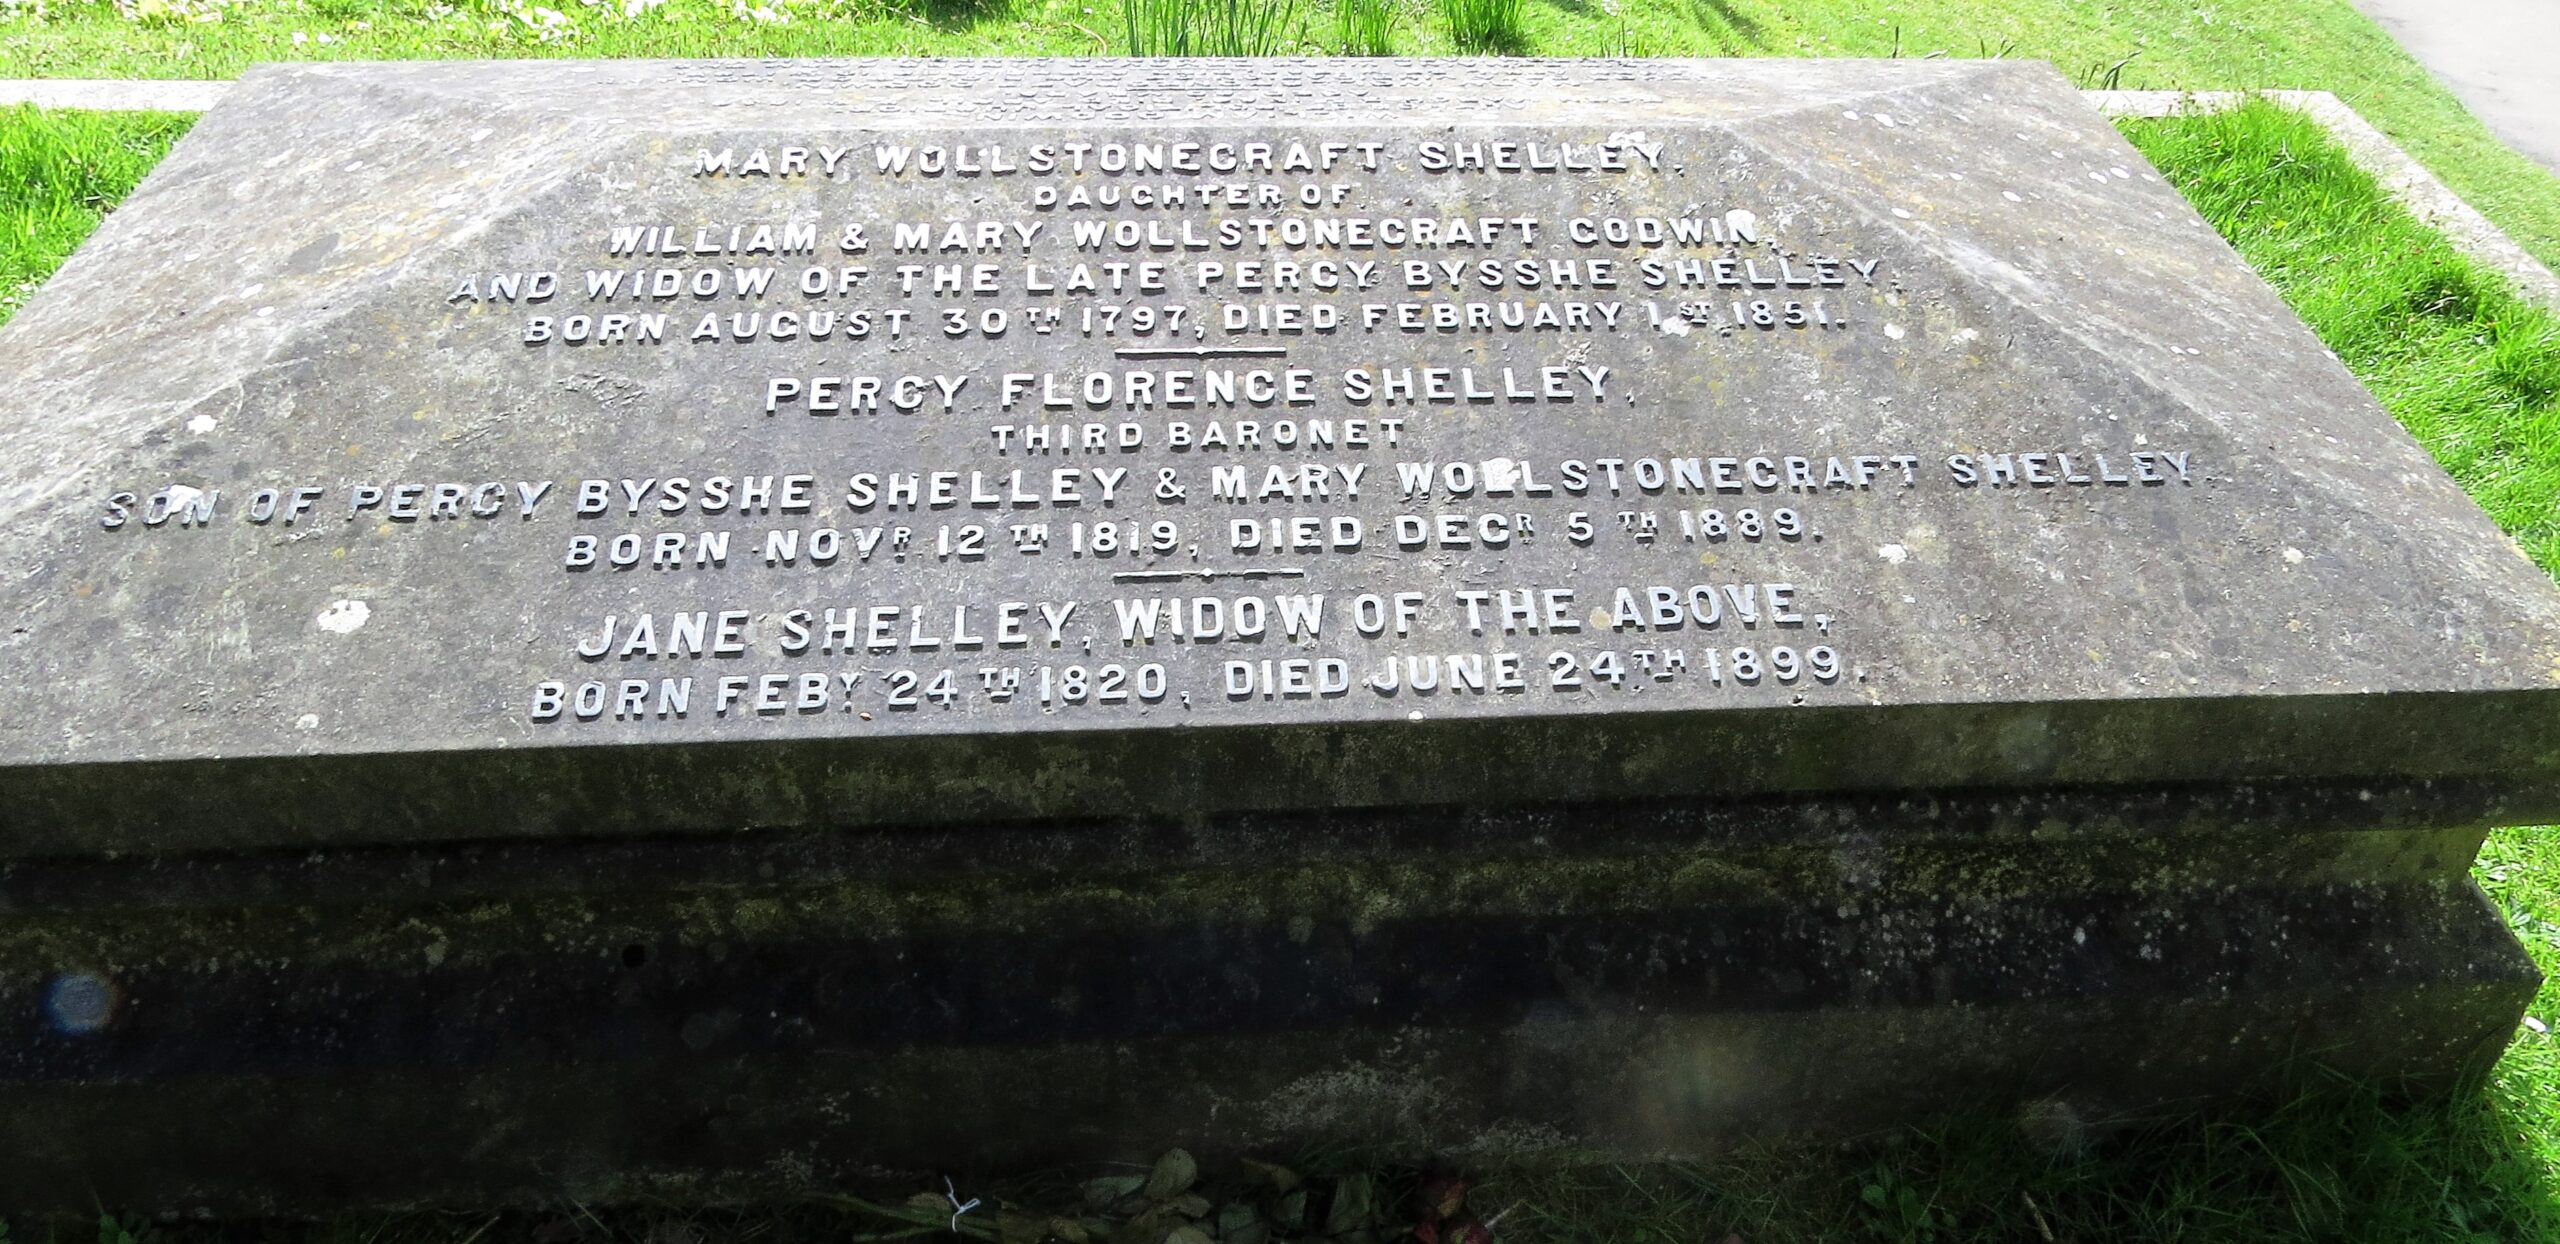 MARY WOLLSTONECRAFT SHELLEY,
DAUGHTER OF
WILLIAM & MARY WOLLSTONECRAFT GODWIN,
AND WIDOW OF THE LATE PERCY BYSSHE SHELLEY,
BORN AUGUST 30TH 1797, DIED FEBRUARY 1ST 1851.
PERCY FLORENCE SHELLEY,
THIRD BARONET
SON OF PERCY BYSSHE SHELLEY & MARY WOLLSTONECRAFT SHELLEY.
BORN NOVR 12TH 1819, DIED DECR 5TH 1889.
JANE SHELLEY, WIDOW OF THE ABOVE,
BORN FEBY 24TH 1820, DIED JUNE 24TH 1899.